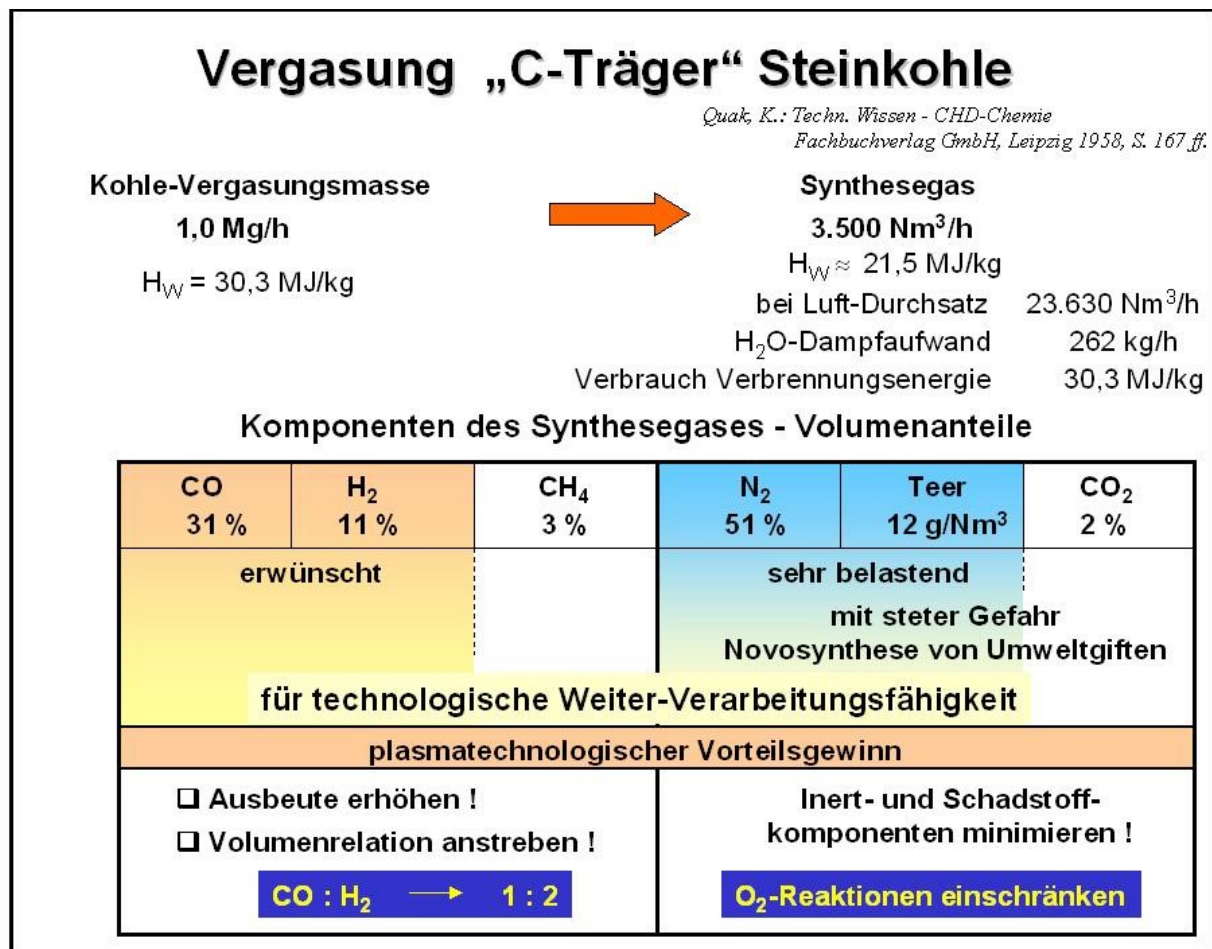 Vergasung „C-Träger“ Steinkohle
Quak, K.: Techn. Wissen - CHD-Chemie
Fachbuchverlag GmbH, Leipzig 1958, S. 167 ff.
Kohle-Vergasungsmasse
1,0 Mg/h
H_W = 30,3 MJ/kg
Synthesegas
3.500 Nm³/h
H_W ≈ 21,5 MJ/kg
bei Luft-Durchsatz 23.630 Nm³/h
H₂O-Dampfaufwand 262 kg/h
Verbrauch Verbrennungsenergie 30,3 MJ/kg
Komponenten des Synthesegases - Volumenanteile
CO H₂ CH₄ N₂ Teer CO₂
31 % 11 % 3 % 51 % 12 g/Nm³ 2 %
erwünscht sehr belastend
mit steter Gefahr
Novosynthese von Umweltgiften
für technologische Weiter-Verarbeitungsfähigkeit
plasmatechnologischer Vorteilsgewinn
❑ Ausbeute erhöhen !
❑ Volumenrelation anstreben !
CO : H₂ → 1 : 2
Inert- und Schadstoff-
komponenten minimieren !
O₂-Reaktionen einschränken